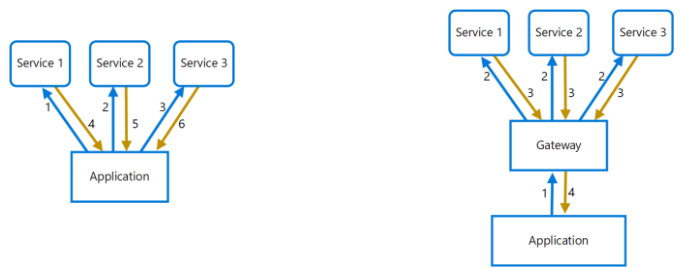 Service 1
Service 2
Service 3
1
4
2
5
3
6
Application
Service 1
Service 2
Service 3
2
3
2
3
2
3
Gateway
1
4
Application